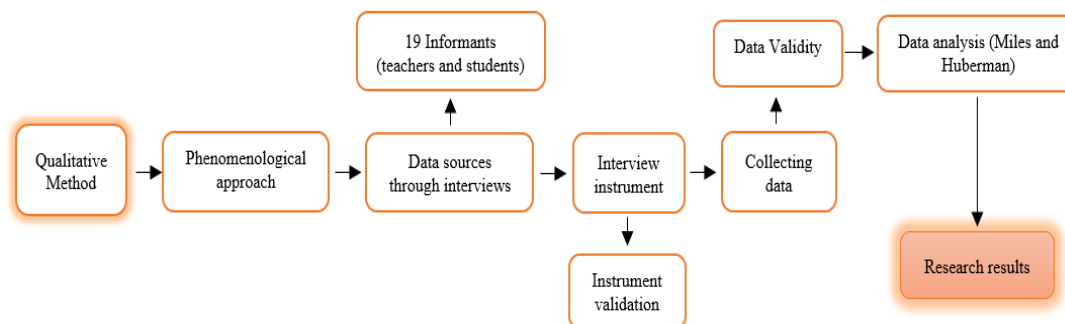 Qualitative
Method
Phenomenological
approach
Data sources
through interviews
19 Informants
(teachers and students)
Interview
instrument
Instrument
validation
Collecting
data
Data Validity
Data analysis (Miles and
Huberman)
Research results